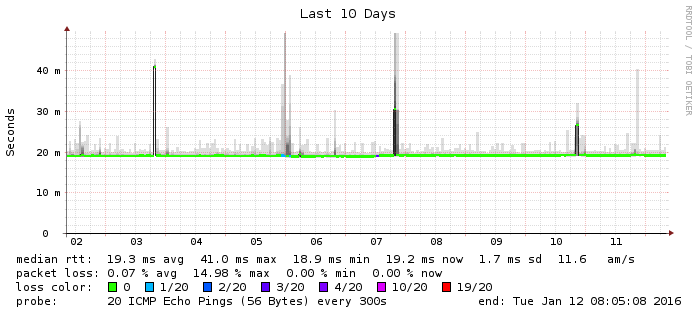 Last 10 Days
RRDTOOL / TOBI OETIKER
Seconds
40 m
30 m
20 m
10 m
0
02 03 04 05 06 07 08 09 10 11
median rtt: 19.3 ms avg 41.0 ms max 18.9 ms min 19.2 ms now 1.7 ms sd 11.6 am/s
packet loss: 0.07 % avg 14.98 % max 0.00 % min 0.00 % now
loss color: 0 1/20 2/20 3/20 4/20 10/20 19/20
probe: 20 ICMP Echo Pings (56 Bytes) every 300s end: Tue Jan 12 08:05:08 2016